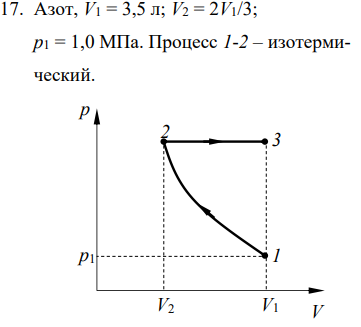 17. Азот, V1 = 3,5 л; V2 = 2V1/3;
p1 = 1,0 МПа. Процесс 1-2 – изотерми-
ческий.
p
2
3
p1
1
V2
V1
V